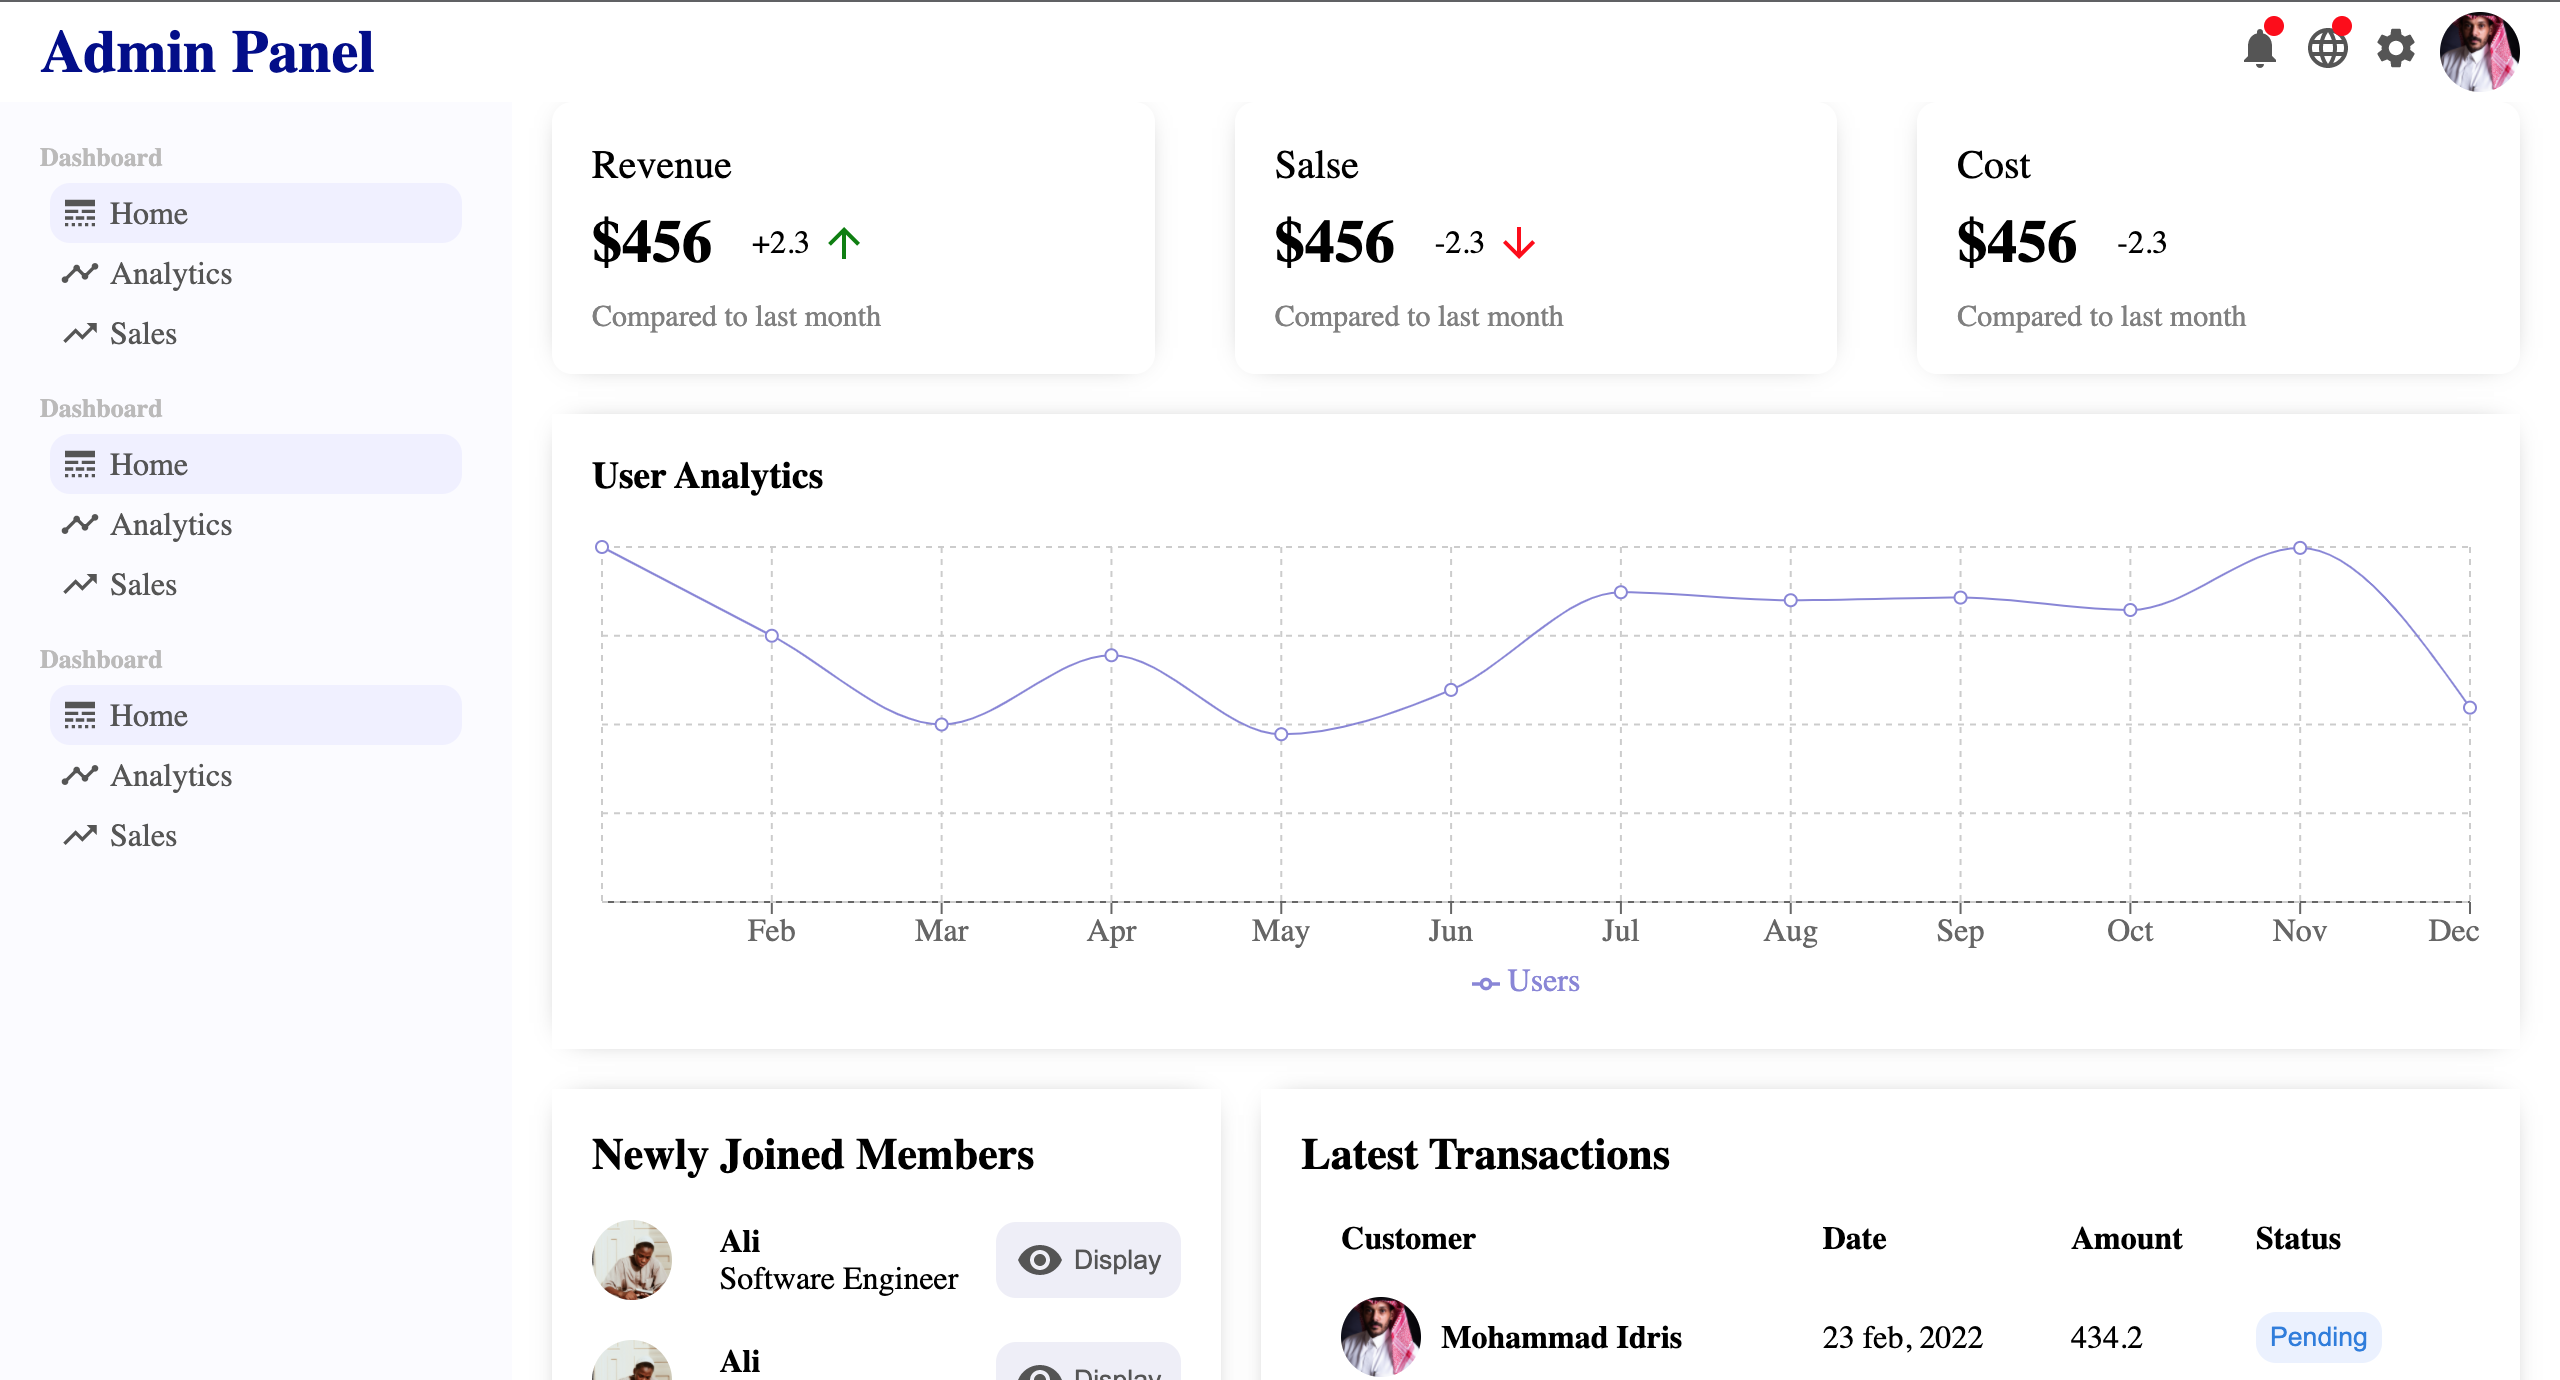 Admin Panel
Dashboard
Home
Analytics
Sales
Dashboard
Home
Analytics
Sales
Dashboard
Home
Analytics
Sales
Revenue
$456 +2.3
Compared to last month
Salse
$456 -2.3
Compared to last month
Cost
$456 -2.3
Compared to last month
User Analytics
Feb Mar Apr May Jun Jul Aug Sep Oct Nov Dec
Users
Newly Joined Members
Ali
Software Engineer
Display
Ali
Display
Latest Transactions
Customer Date Amount Status
Mohammad Idris 23 feb, 2022 434.2 Pending